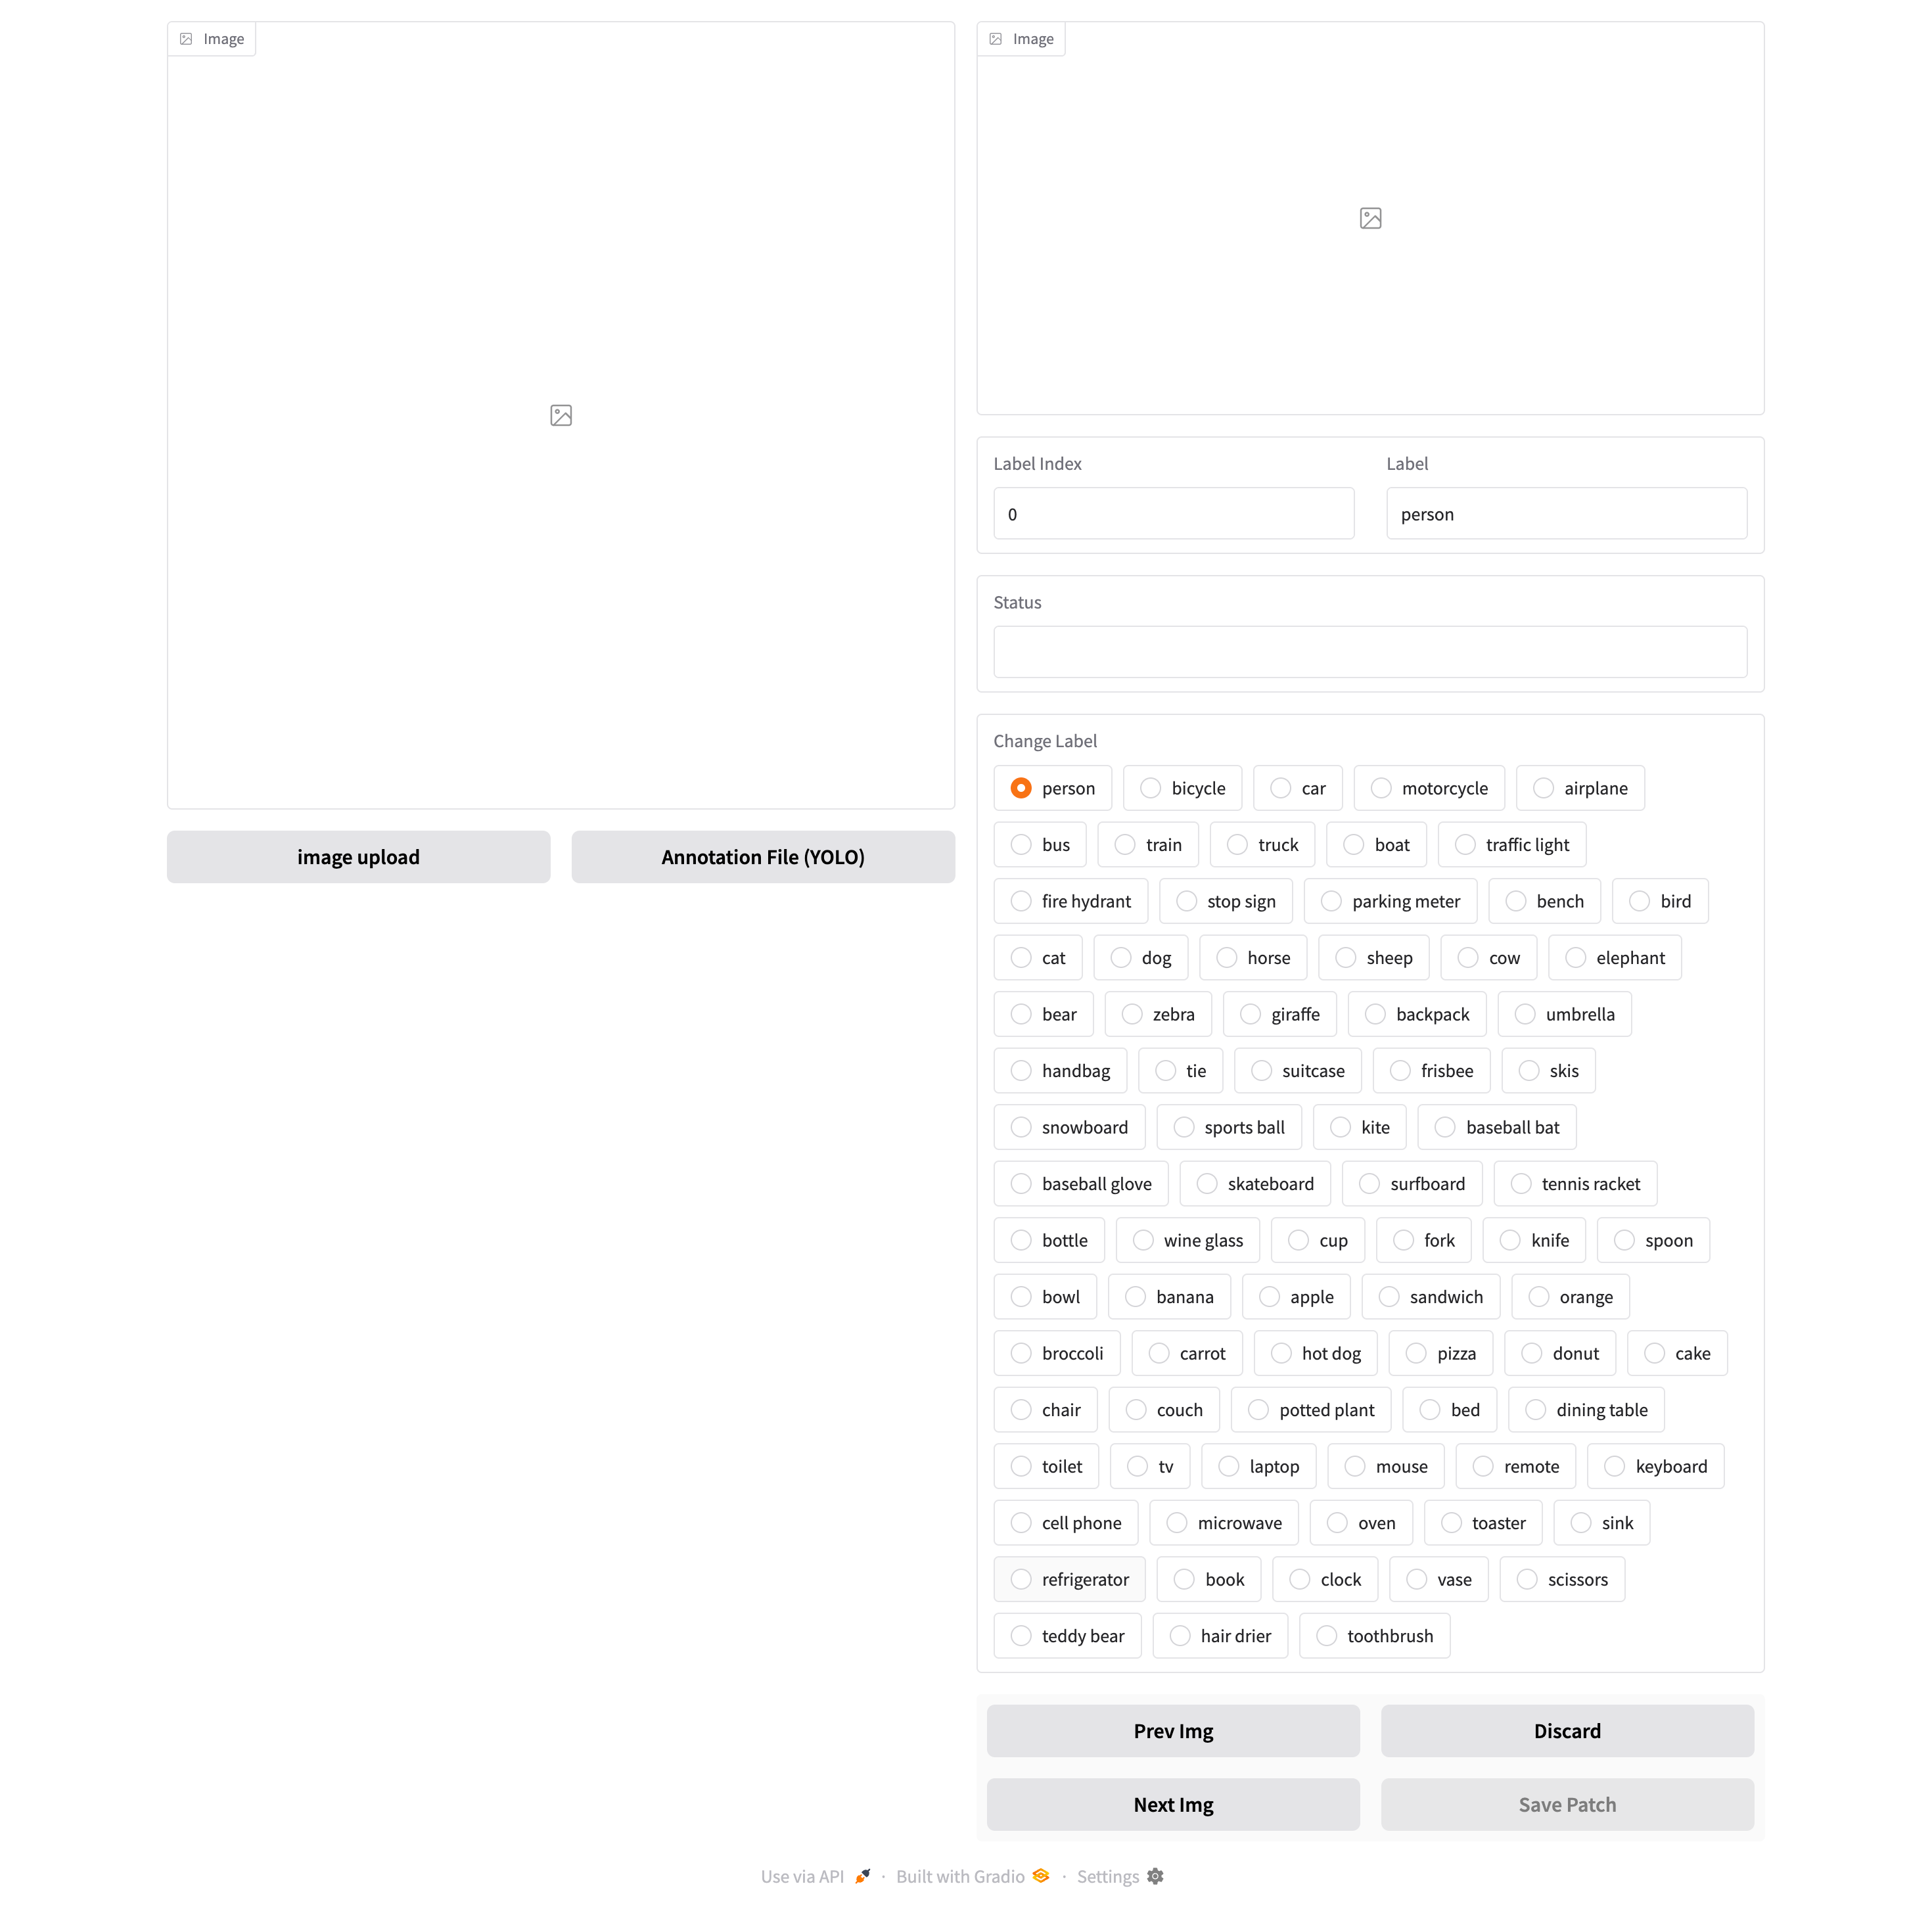 Image
image upload Annotation File (YOLO)
Image
Label Index Label
0 person
Status
Change Label
person bicycle car motorcycle airplane
bus train truck boat traffic light
fire hydrant stop sign parking meter bench bird
cat dog horse sheep cow elephant
bear zebra giraffe backpack umbrella
handbag tie suitcase frisbee skis
snowboard sports ball kite baseball bat
baseball glove skateboard surfboard tennis racket
bottle wine glass cup fork knife spoon
bowl banana apple sandwich orange
broccoli carrot hot dog pizza donut cake
chair couch potted plant bed dining table
toilet tv laptop mouse remote keyboard
cell phone microwave oven toaster sink
refrigerator book clock vase scissors
teddy bear hair drier toothbrush
Prev Img Discard
Next Img Save Patch
Use via API · Built with Gradio · Settings